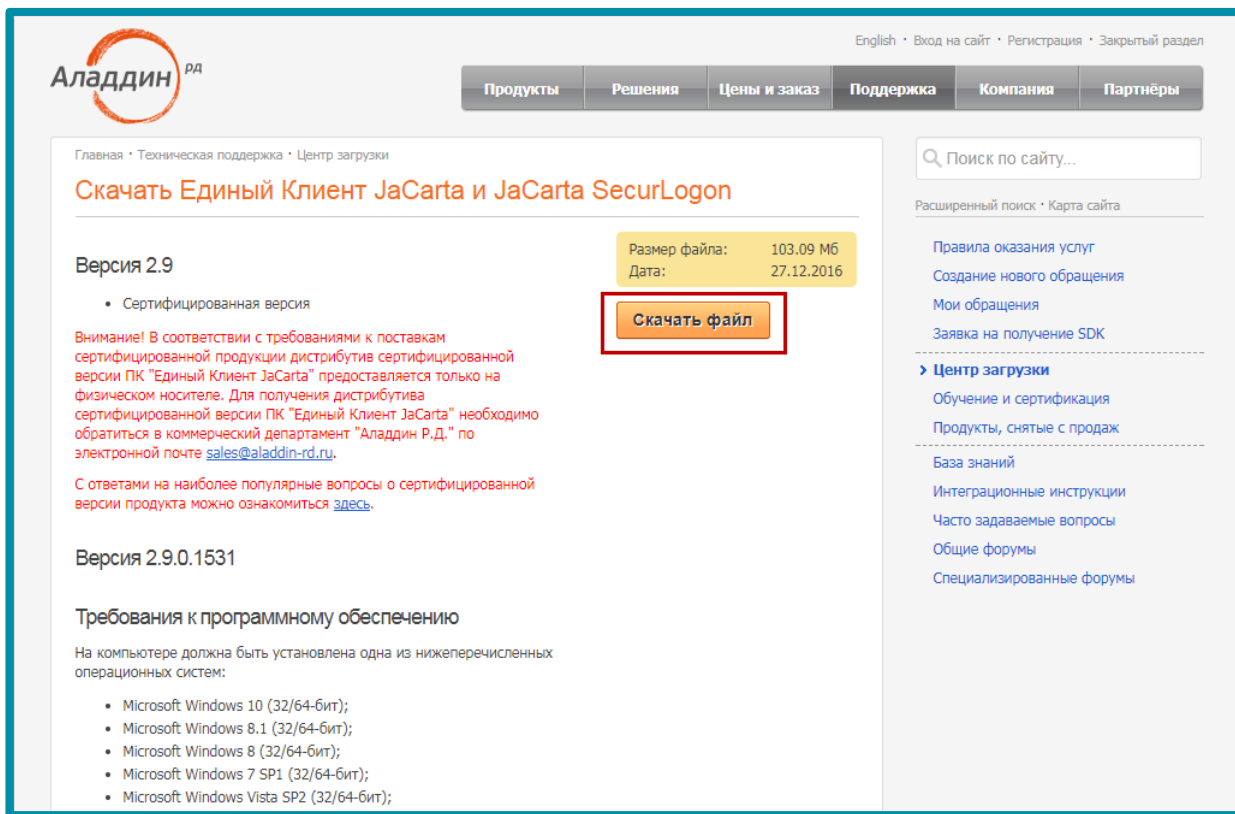 English · Вход на сайт · Регистрация · Закрытый раздел
Аладдин РД
Продукты Решения Цены и заказ Поддержка Компания Партнёры
Главная · Техническая поддержка · Центр загрузки
Скачать Единый Клиент JaCarta и JaCarta SecurLogon
Версия 2.9
• Сертифицированная версия
Внимание! В соответствии с требованиями к поставкам
сертифицированной продукции дистрибутив сертифицированной
версии ПК "Единый Клиент JaCarta" предоставляется только на
физическом носителе. Для получения дистрибутива
сертифицированной версии ПК "Единый Клиент JaCarta" необходимо
обратиться в коммерческий департамент "Аладдин Р.Д." по
электронной почте sales@aladdin-rd.ru.
С ответами на наиболее популярные вопросы о сертифицированной
версии продукта можно ознакомиться здесь.
Версия 2.9.0.1531
Требования к программному обеспечению
На компьютере должна быть установлена одна из нижеперечисленных
операционных систем:
• Microsoft Windows 10 (32/64-бит);
• Microsoft Windows 8.1 (32/64-бит);
• Microsoft Windows 8 (32/64-бит);
• Microsoft Windows 7 SP1 (32/64-бит);
• Microsoft Windows Vista SP2 (32/64-бит);
Размер файла: 103.09 Мб
Дата: 27.12.2016
Скачать файл
Поиск по сайту...
Расширенный поиск · Карта сайта
Правила оказания услуг
Создание нового обращения
Мои обращения
Заявка на получение SDK
› Центр загрузки
Обучение и сертификация
Продукты, снятые с продаж
База знаний
Интеграционные инструкции
Часто задаваемые вопросы
Общие форумы
Специализированные форумы